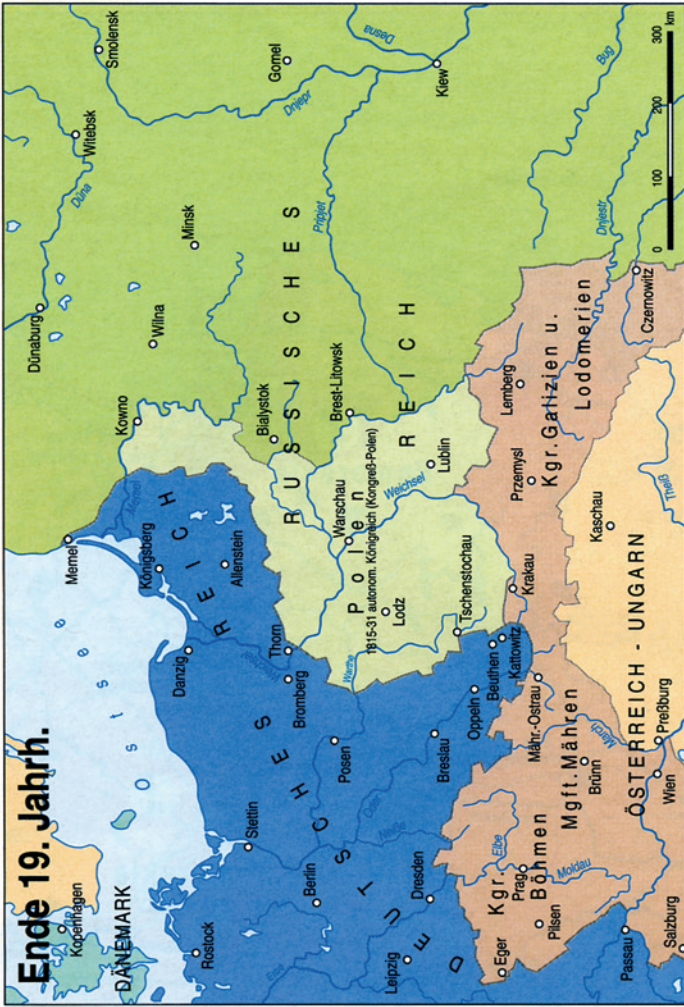 Ende 19. Jahrh.
Kopenhagen
DÄNEMARK
Ostsee
Memel
Memel
Kowno
Dünaburg
Düna
Witebsk
Smolensk
Wilna
Minsk
Gomel
Dnjepr
Desna
Kiew
Pripjet
Königsberg
Danzig
Allenstein
Rostock
Stettin
Weichsel
Thorn
Bromberg
Bialystok
DEUTSCHES REICH
RUSSISCHES REICH
Berlin
Posen
Warthe
Oder
Neiße
Elbe
Warschau
Brest-Litowsk
Polen
1815-31 autonom. Königreich (Kongreß-Polen)
Weichsel
Lodz
Lublin
Tschenstochau
Leipzig
Dresden
Breslau
Oppeln
Beuthen
Kattowitz
Krakau
Przemysl
Lemberg
Kgr. Galizien u.
Lodomerien
Czernowitz
Dnjestr
Bug
Eger
Kgr.
Böhmen
Prag
Elbe
Pilsen
Moldau
Mgft. Mähren
Mähr.-Ostrau
Brünn
March
Kaschau
Theiß
ÖSTERREICH - UNGARN
Passau
Salzburg
Wien
Preßburg
0 100 200 300 km